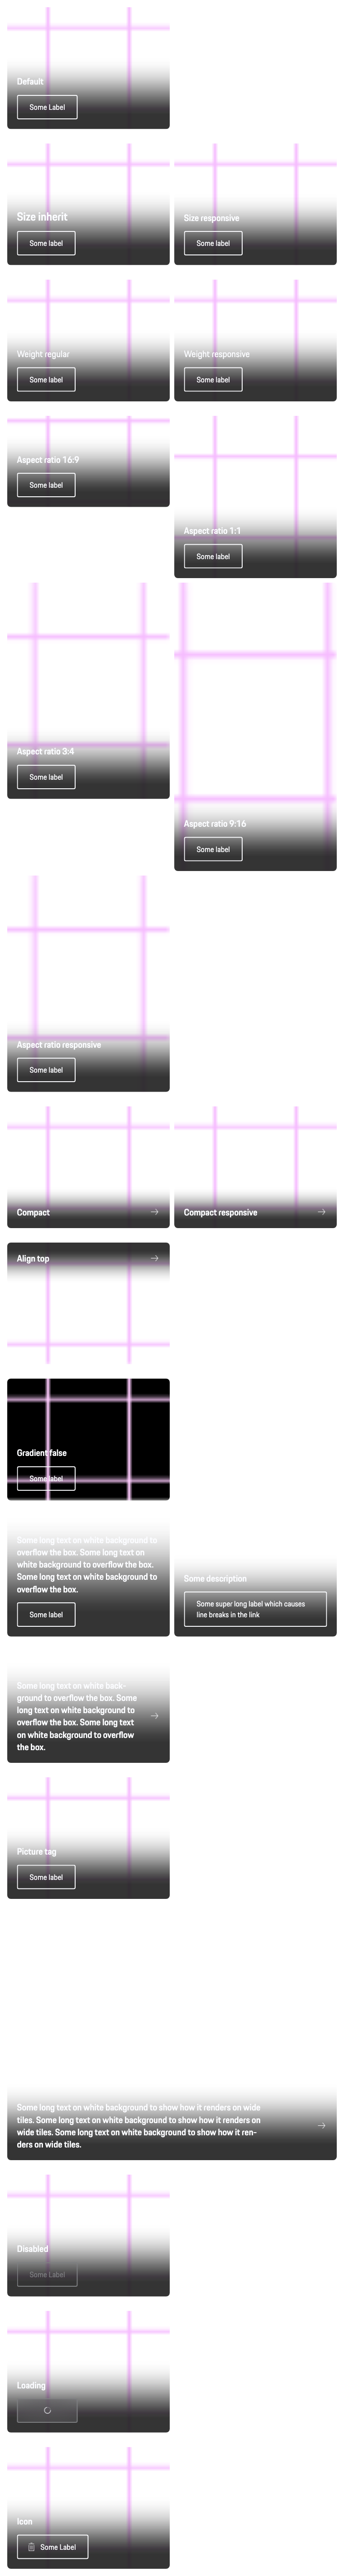 Default
Some Label
Size inherit
Some label
Size responsive
Some label
Weight regular
Some label
Weight responsive
Some label
Aspect ratio 16:9
Some label
Aspect ratio 1:1
Some label
Aspect ratio 3:4
Some label
Aspect ratio 9:16
Some label
Aspect ratio responsive
Some label
Compact
Compact responsive
Align top
Gradient false
Some label
Some long text on white background to
overflow the box. Some long text on
white background to overflow the box.
Some long text on white background to
overflow the box.
Some label
Some description
Some super long label which causes
line breaks in the link
Some long text on white back-
ground to overflow the box. Some
long text on white background to
overflow the box. Some long text
on white background to overflow
the box.
Picture tag
Some label
Some long text on white background to show how it renders on wide
tiles. Some long text on white background to show how it renders on
wide tiles. Some long text on white background to show how it ren-
ders on wide tiles.
Disabled
Some Label
Loading
Icon
Some Label